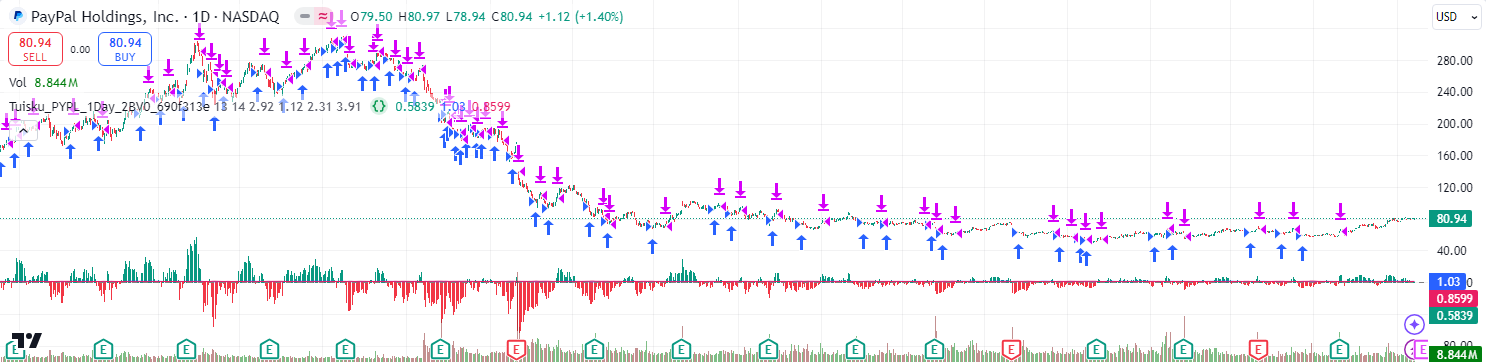 PayPal Holdings, Inc. · 1D · NASDAQ O79.50 H80.97 L78.94 C80.94 +1.12 (+1.40%)
USD
80.94 SELL
0.00
80.94 BUY
Vol 8.844M
Tuisku_PYPL_1Day_2BV0_690f313e 13 14 2.92 1.12 2.31 3.91 0.5839 1.03 0.8599
280.00
240.00
200.00
160.00
120.00
80.94
40.00
1.03
0.8599
0.5839
80.00
8.844M
E E E E E E E E E E E E E E E E E E